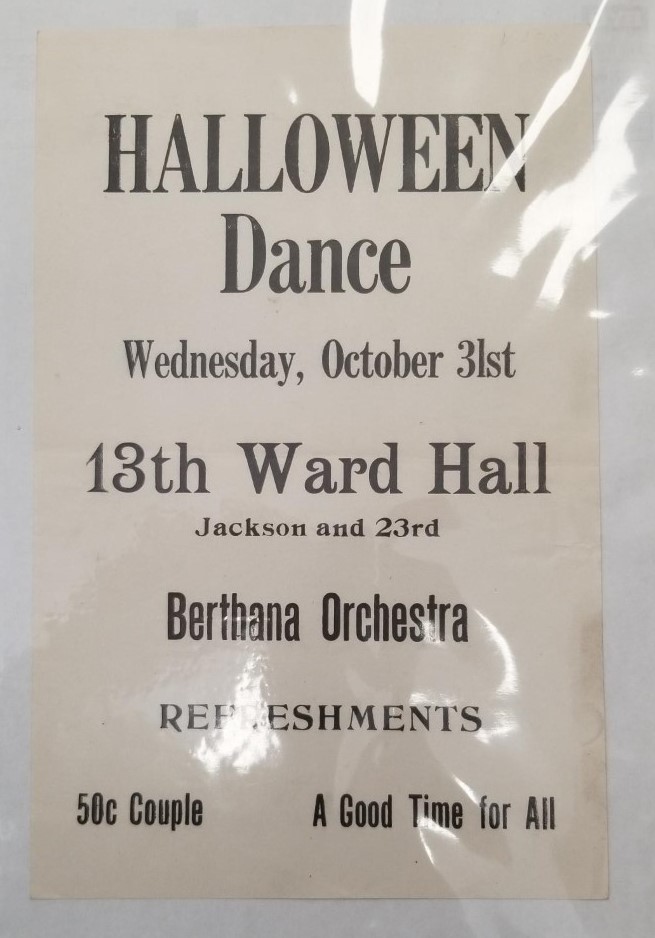 HALLOWEEN
Dance
Wednesday, October 31st
13th Ward Hall
Jackson and 23rd
Berthana Orchestra
REFRESHMENTS
50c Couple A Good Time for All